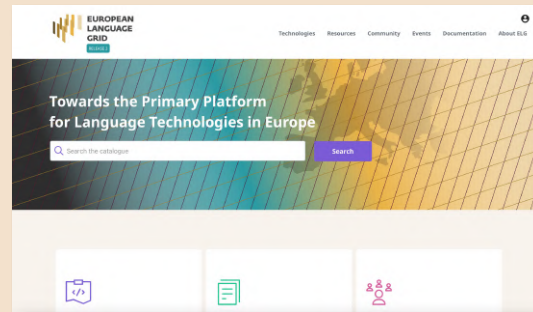 EUROPEAN
LANGUAGE
GRID
Technologies Resources Community Events Documentation About ELG
Towards the Primary Platform
for Language Technologies in Europe
Search the catalogue
Search